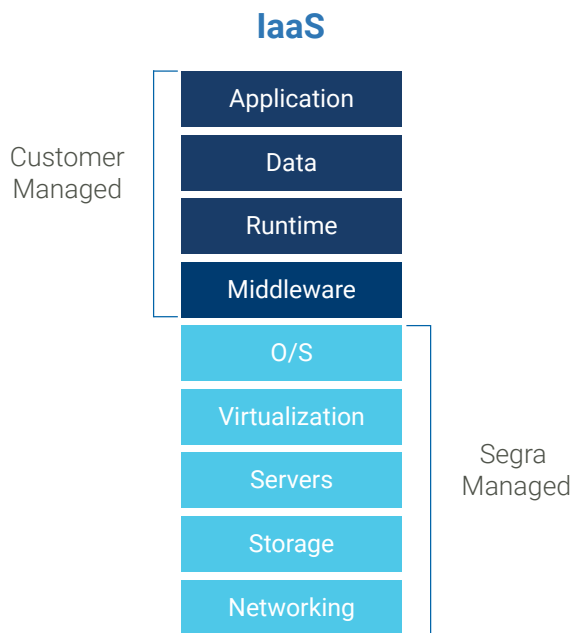 IaaS
Application
Data
Runtime
Middleware
O/S
Virtualization
Servers
Storage
Networking
Customer
Managed
Segra
Managed